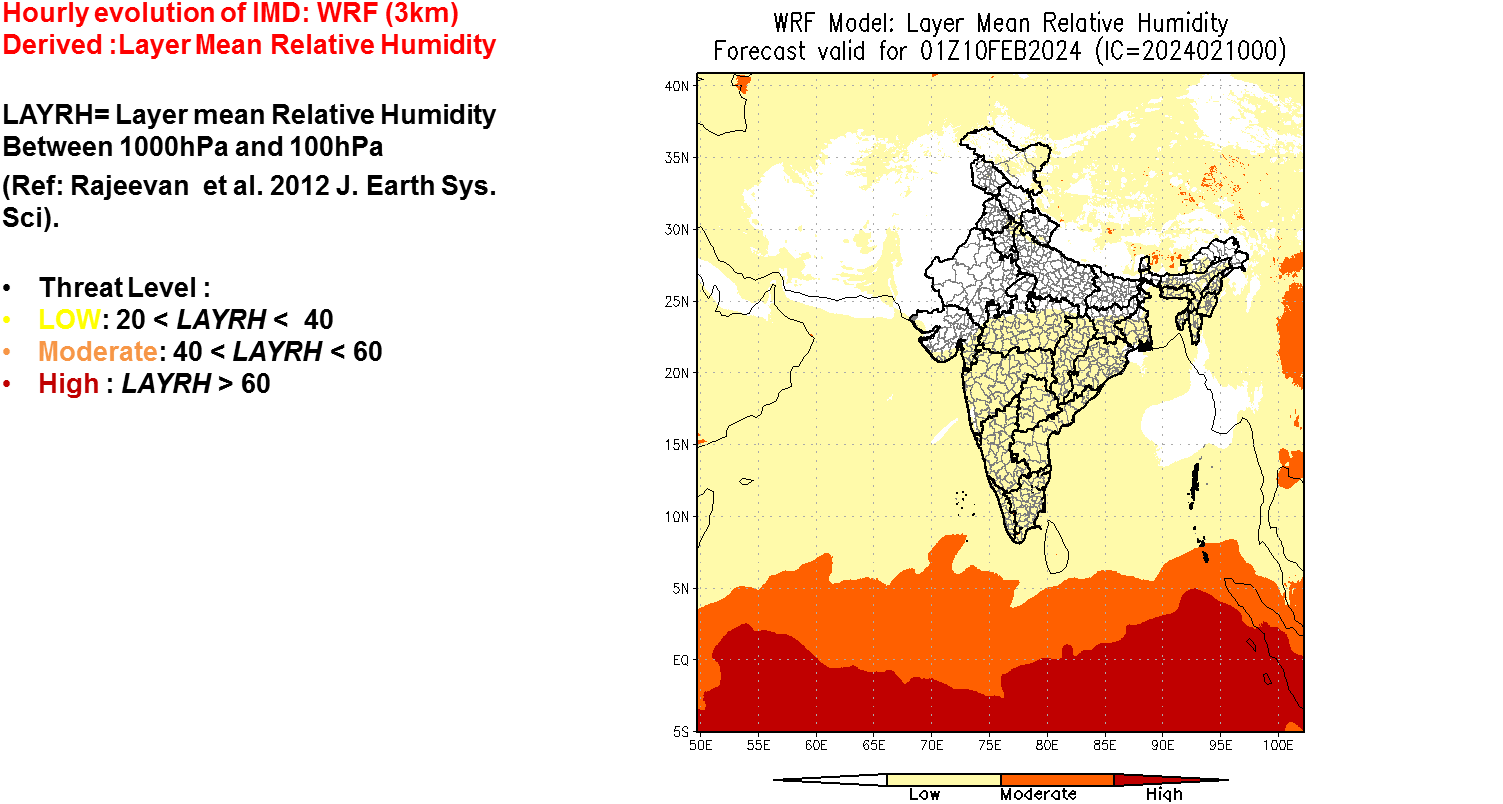 Hourly evolution of IMD: WRF (3km)
Derived :Layer Mean Relative Humidity
LAYRH= Layer mean Relative Humidity
Between 1000hPa and 100hPa
(Ref: Rajeevan et al. 2012 J. Earth Sys.
Sci).
• Threat Level :
• LOW: 20 < LAYRH < 40
• Moderate: 40 < LAYRH < 60
• High : LAYRH > 60
WRF Model: Layer Mean Relative Humidity
Forecast valid for 01Z10FEB2024 (IC=2024021000)
40N
35N
30N
25N
20N
15N
10N
5N
EQ
5S
50E 55E 60E 65E 70E 75E 80E 85E 90E 95E 100E
Low Moderate High